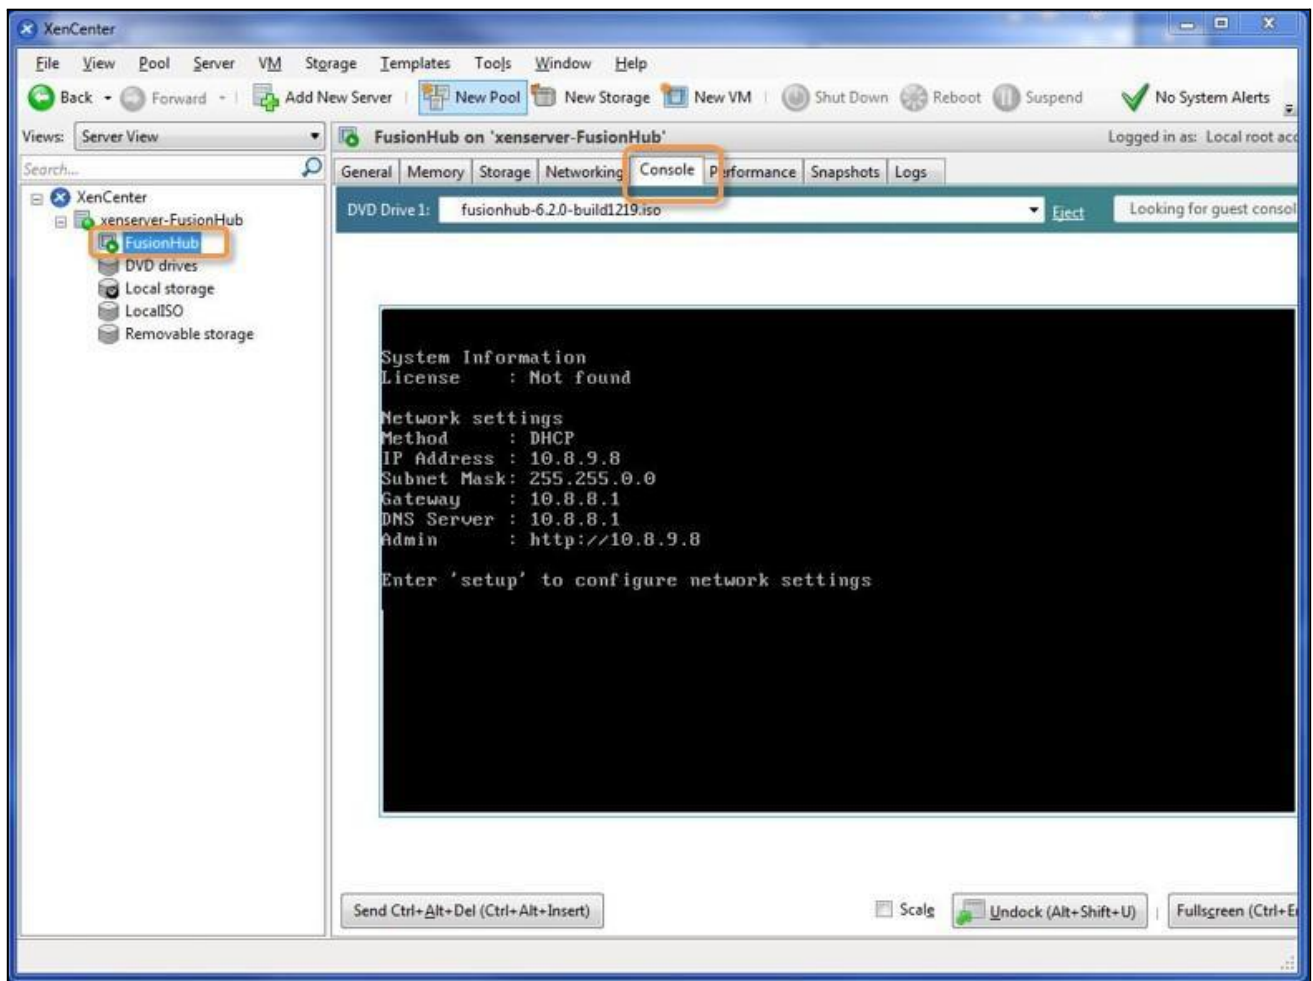 XenCenter
File View Pool Server VM Storage Templates Tools Window Help
Back Forward Add New Server New Pool New Storage New VM Shut Down Reboot Suspend No System Alerts
Views: Server View
FusionHub on 'xenserver-FusionHub'
Logged in as: Local root acc
Search...
General Memory Storage Networking Console Performance Snapshots Logs
XenCenter
xenserver-FusionHub
FusionHub
DVD drives
Local storage
LocalISO
Removable storage
DVD Drive 1: fusionhub-6.2.0-build1219.iso Eject Looking for guest consol
System Information
License : Not found
Network settings
Method : DHCP
IP Address : 10.8.9.8
Subnet Mask: 255.255.0.0
Gateway : 10.8.8.1
DNS Server : 10.8.8.1
Admin : http://10.8.9.8
Enter 'setup' to configure network settings
Send Ctrl+Alt+Del (Ctrl+Alt+Insert) Scale Undock (Alt+Shift+U) Fullscreen (Ctrl+E